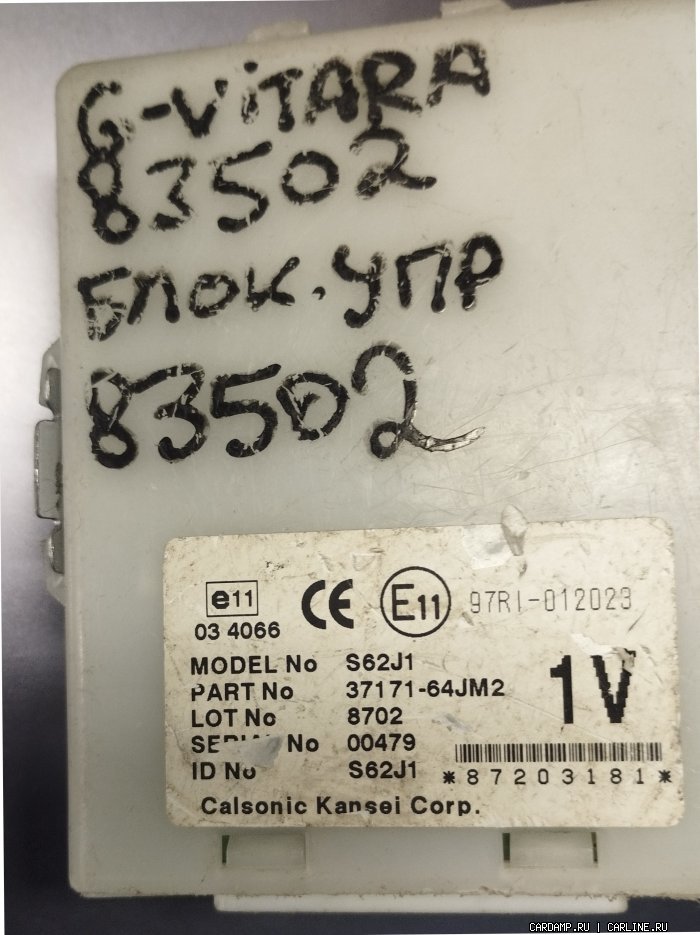 G-ViTARA
83502
БЛОК.УПР
83502
e11
03 4066
CE
E11
97RI-012023
MODEL No S62J1
PART No 37171-64JM2
LOT No 8702
No 00479
ID No S62J1
1V
*87203181*
Calsonic Kansei Corp.
CARDAMP.RU | CARLINE.RU